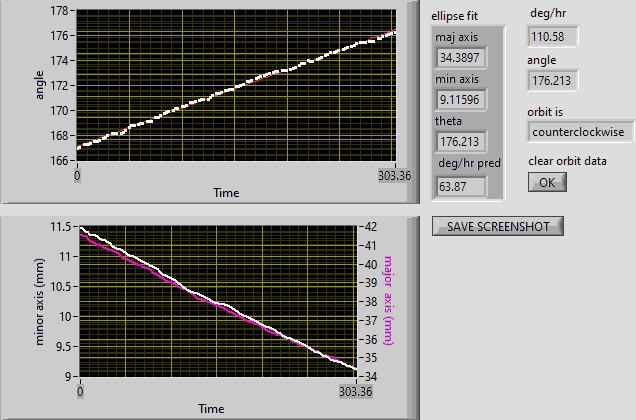 178
176
174
172
170
168
166
angle
0
303.36
Time
ellipse fit
maj axis
34.3897
min axis
9.11596
theta
176.213
deg/hr pred
63.87
deg/hr
110.58
angle
176.213
orbit is
counterclockwise
clear orbit data
OK
SAVE SCREENSHOT
11.5
11
10.5
10
9.5
9
minor axis (mm)
42
41
40
39
38
37
36
35
34
major axis (mm)
0
303.36
Time